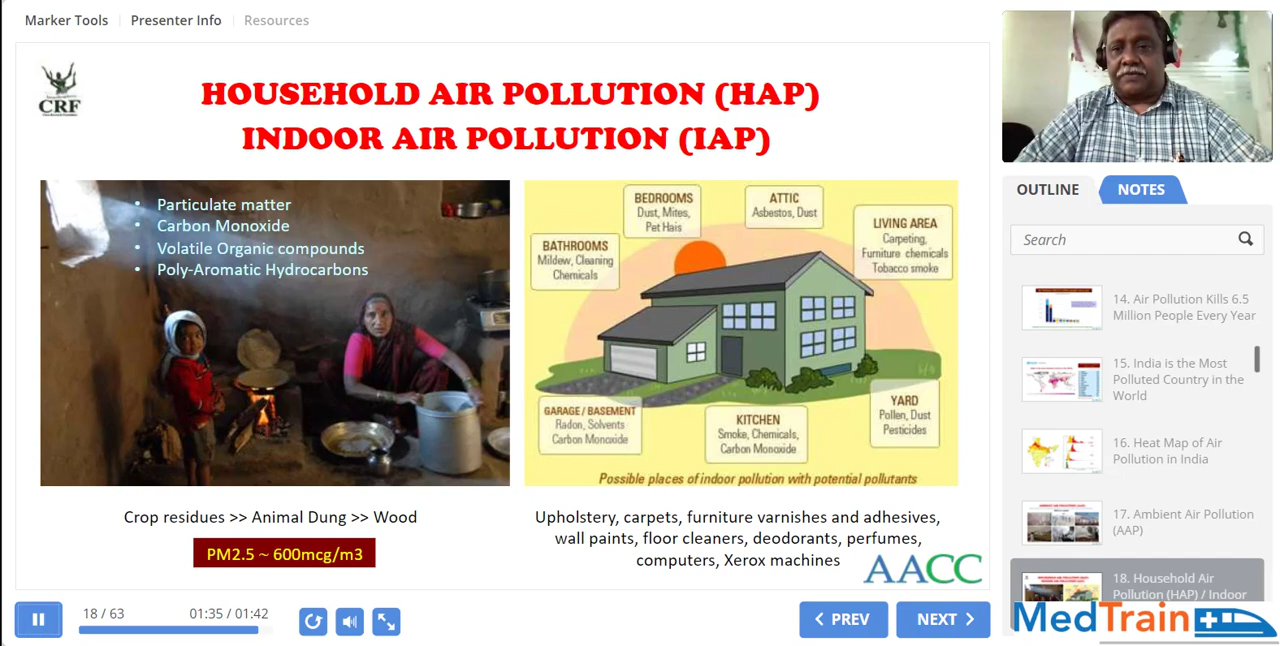 Marker Tools
Presenter Info
Resources
CRF
HOUSEHOLD AIR POLLUTION (HAP)
INDOOR AIR POLLUTION (IAP)
• Particulate matter
• Carbon Monoxide
• Volatile Organic compounds
• Poly-Aromatic Hydrocarbons
BEDROOMS
Dust, Mites,
Pet Hais
ATTIC
Asbestos, Dust
LIVING AREA
Carpeting,
Furniture chemicals
Tobacco smoke
BATHROOMS
Mildew, Cleaning
Chemicals
GARAGE / BASEMENT
Radon, Solvents
Carbon Monoxide
KITCHEN
Smoke, Chemicals,
Carbon Monoxide
YARD
Pollen, Dust
Pesticides
Possible places of indoor pollution with potential pollutants
Crop residues >> Animal Dung >> Wood
PM2.5 ~ 600mcg/m3
Upholstery, carpets, furniture varnishes and adhesives,
wall paints, floor cleaners, deodorants, perfumes,
computers, Xerox machines
AACC
18 / 63
01:35 / 01:42
PREV
NEXT
OUTLINE
NOTES
Search
14. Air Pollution Kills 6.5
Million People Every Year
15. India is the Most
Polluted Country in the
World
16. Heat Map of Air
Pollution in India
17. Ambient Air Pollution
(AAP)
18. Household Air
Pollution (HAP) / Indoor
MedTrain